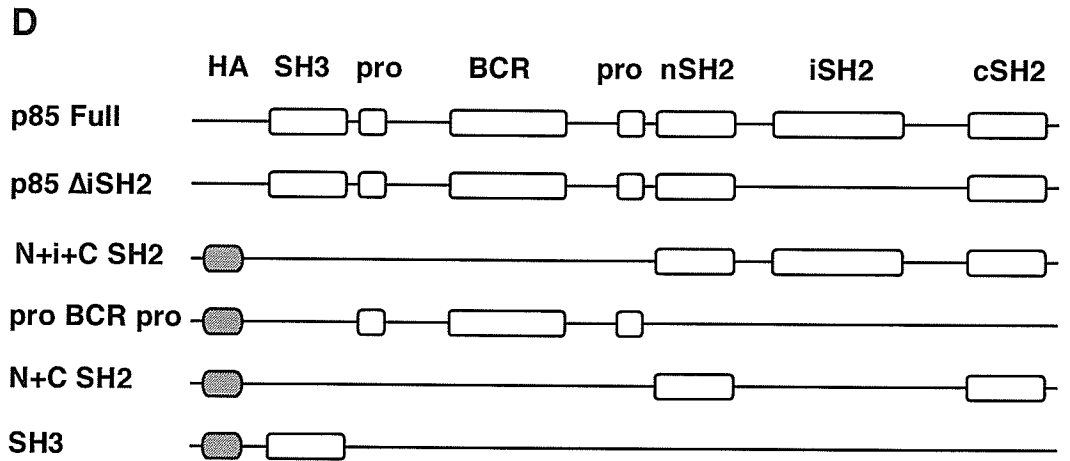 D
HA SH3 pro BCR pro nSH2 iSH2 cSH2
p85 Full
p85 ΔiSH2
N+i+C SH2
pro BCR pro
N+C SH2
SH3